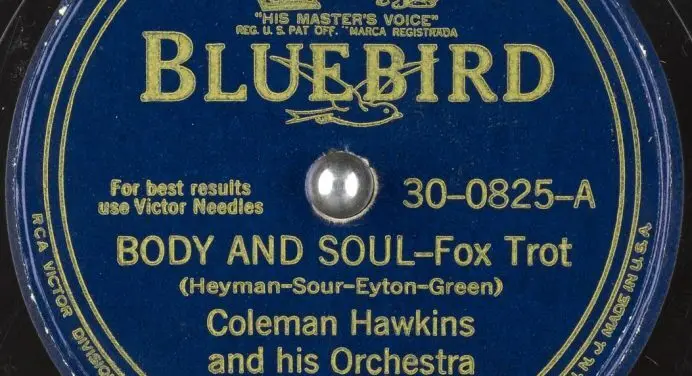 "HIS MASTER'S VOICE"
REG. U. S. PAT. OFF. "MARCA REGISTRADA
BLUEBIRD
For best results
use Victor Needles
30-0825-A
BODY AND SOUL–Fox Trot
(Heyman-Sour-Eyton-Green)
Coleman Hawkins
and his Orchestra
RCA VICTOR DIVISION
N. J. MADE IN U.S.A.